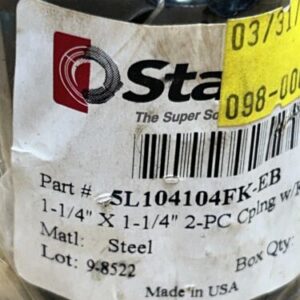 Sta
03/31/
098-00
The Super So
Part # 5L104104FK-EB
1-1/4" X 1-1/4" 2-PC Cplng w/
Matl: Steel
Lot: 9-8522
Box Qty:
Made in USA